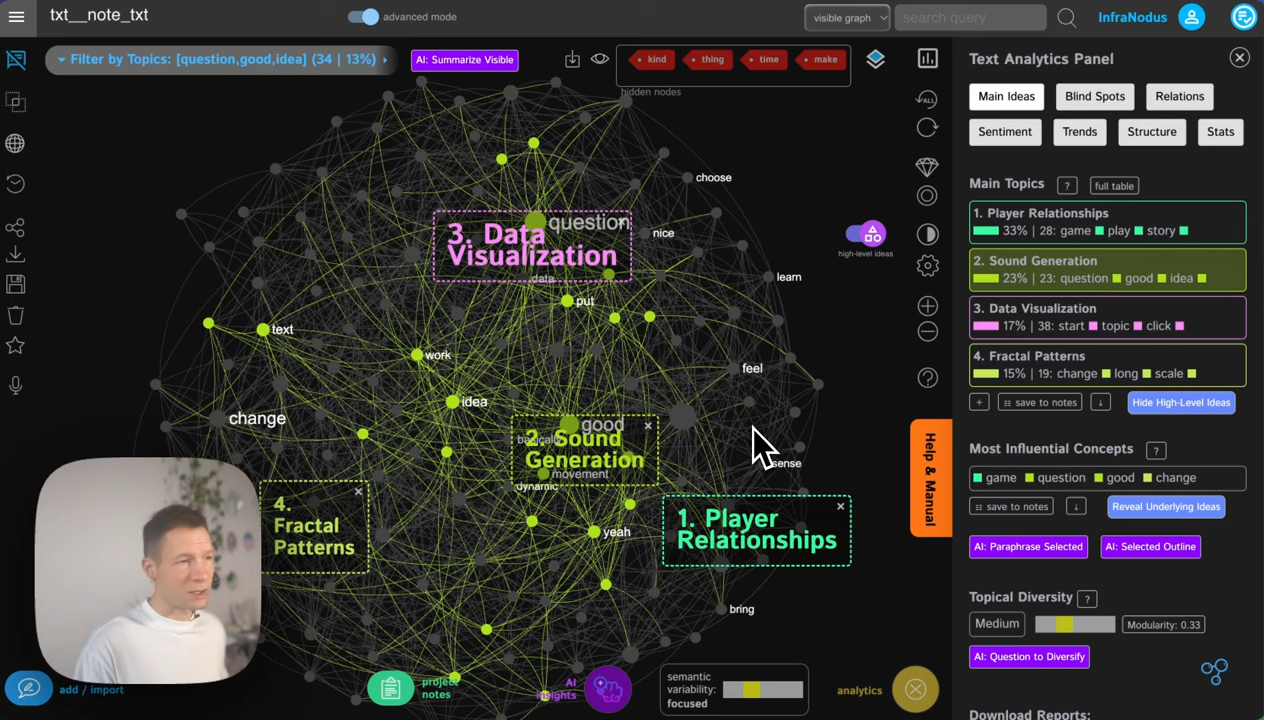 txt__note_txt
advanced mode
visible graph
search query
InfraNodus
Filter by Topics: [question,good,idea] (34 | 13%)
AI: Summarize Visible
kind
thing
time
make
hidden nodes
choose
question
3. Data
Visualization
data
nice
high-level ideas
learn
put
text
work
feel
idea
change
good
basically
2. Sound
Generation
movement
dynamic
sense
4.
Fractal
Patterns
1. Player
Relationships
yeah
bring
Help & Manual
add / import
project
notes
AI
insights
semantic
variability:
focused
analytics
Text Analytics Panel
Main Ideas
Blind Spots
Relations
Sentiment
Trends
Structure
Stats
Main Topics
?
full table
1. Player Relationships
33% | 28: game play story
2. Sound Generation
23% | 23: question good idea
3. Data Visualization
17% | 38: start topic click
4. Fractal Patterns
15% | 19: change long scale
+
save to notes
↓
Hide High-Level Ideas
Most Influential Concepts
?
game question good change
save to notes
↓
Reveal Underlying Ideas
AI: Paraphrase Selected
AI: Selected Outline
Topical Diversity
?
Medium
Modularity: 0.33
AI: Question to Diversify
Download Reports: